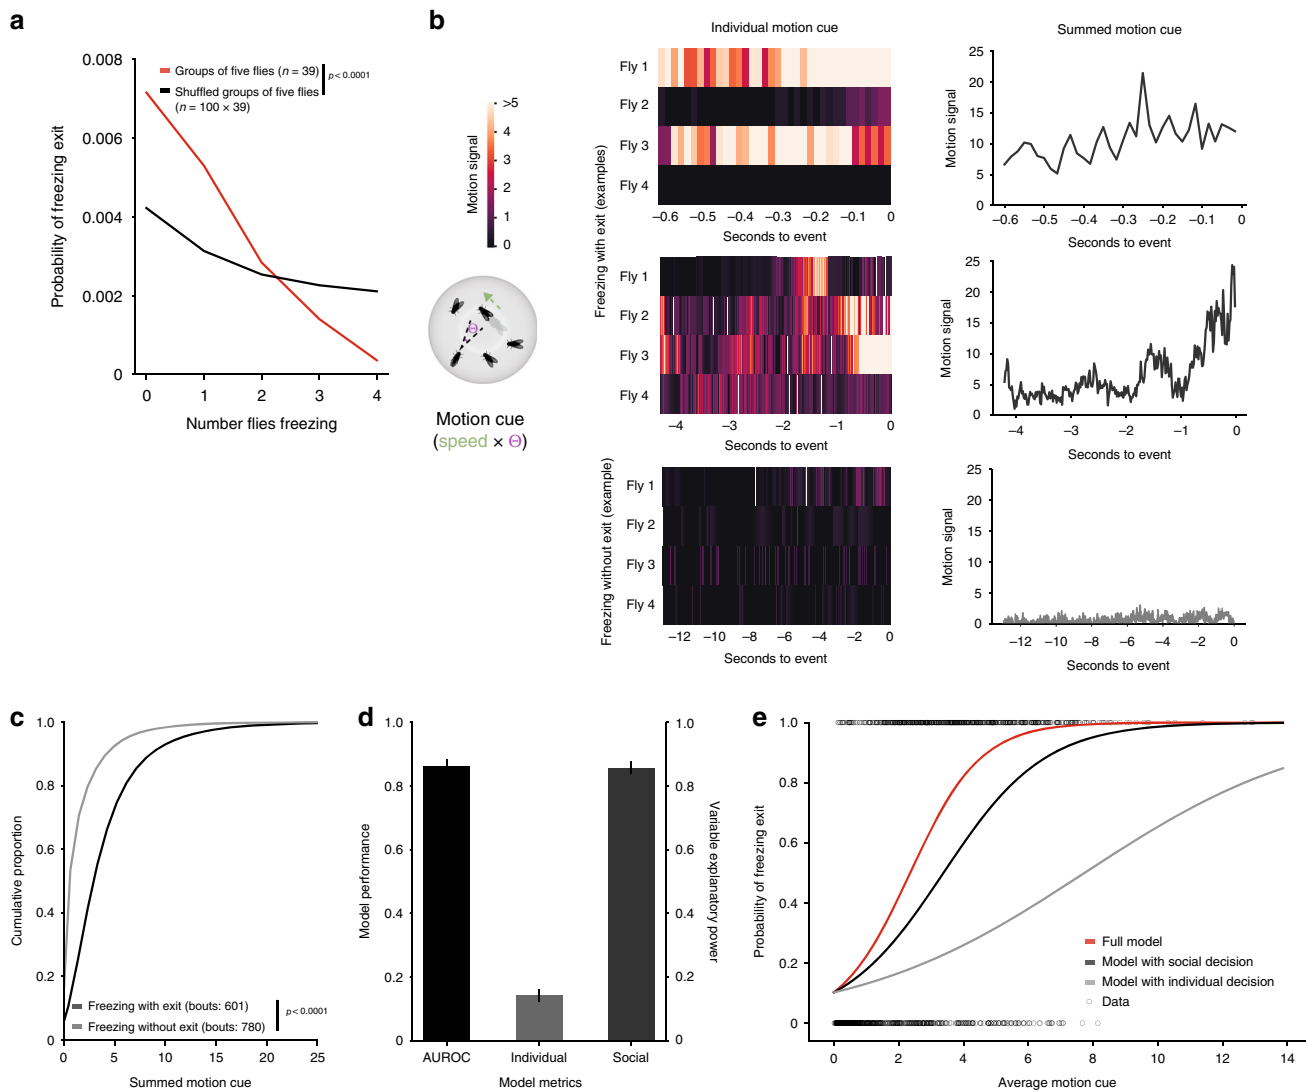 a
0.008
0.006
0.004
0.002
0
Probability of freezing exit
Groups of five flies (n = 39)
Shuffled groups of five flies
(n = 100 × 39)
p < 0.0001
0 1 2 3 4
Number flies freezing
b
>5
4
3
2
1
0
Motion signal
Θ
Motion cue
(speed × Θ)
Individual motion cue
Freezing with exit (examples)
Fly 1
Fly 2
Fly 3
Fly 4
−0.6 −0.5 −0.4 −0.3 −0.2 −0.1 0
Seconds to event
Summed motion cue
25
20
15
10
5
0
Motion signal
−0.6 −0.5 −0.4 −0.3 −0.2 −0.1 0
Seconds to event
Fly 1
Fly 2
Fly 3
Fly 4
−4 −3 −2 −1 0
Seconds to event
25
20
15
10
5
0
Motion signal
−4 −3 −2 −1 0
Seconds to event
Freezing without exit (example)
Fly 1
Fly 2
Fly 3
Fly 4
−12 −10 −8 −6 −4 −2 0
Seconds to event
25
20
15
10
5
0
Motion signal
−12 −10 −8 −6 −4 −2 0
Seconds to event
c
1.0
0.8
0.6
0.4
0.2
0
Cumulative proportion
Freezing with exit (bouts: 601)
Freezing without exit (bouts: 780)
p < 0.0001
0 5 10 15 20 25
Summed motion cue
d
1.0
0.8
0.6
0.4
0.2
0
Model performance
1.0
0.8
0.6
0.4
0.2
0
Variable explanatory power
AUROC Individual Social
Model metrics
e
1.0
0.8
0.6
0.4
0.2
0
Probability of freezing exit
Full model
Model with social decision
Model with individual decision
Data
0 2 4 6 8 10 12 14
Average motion cue